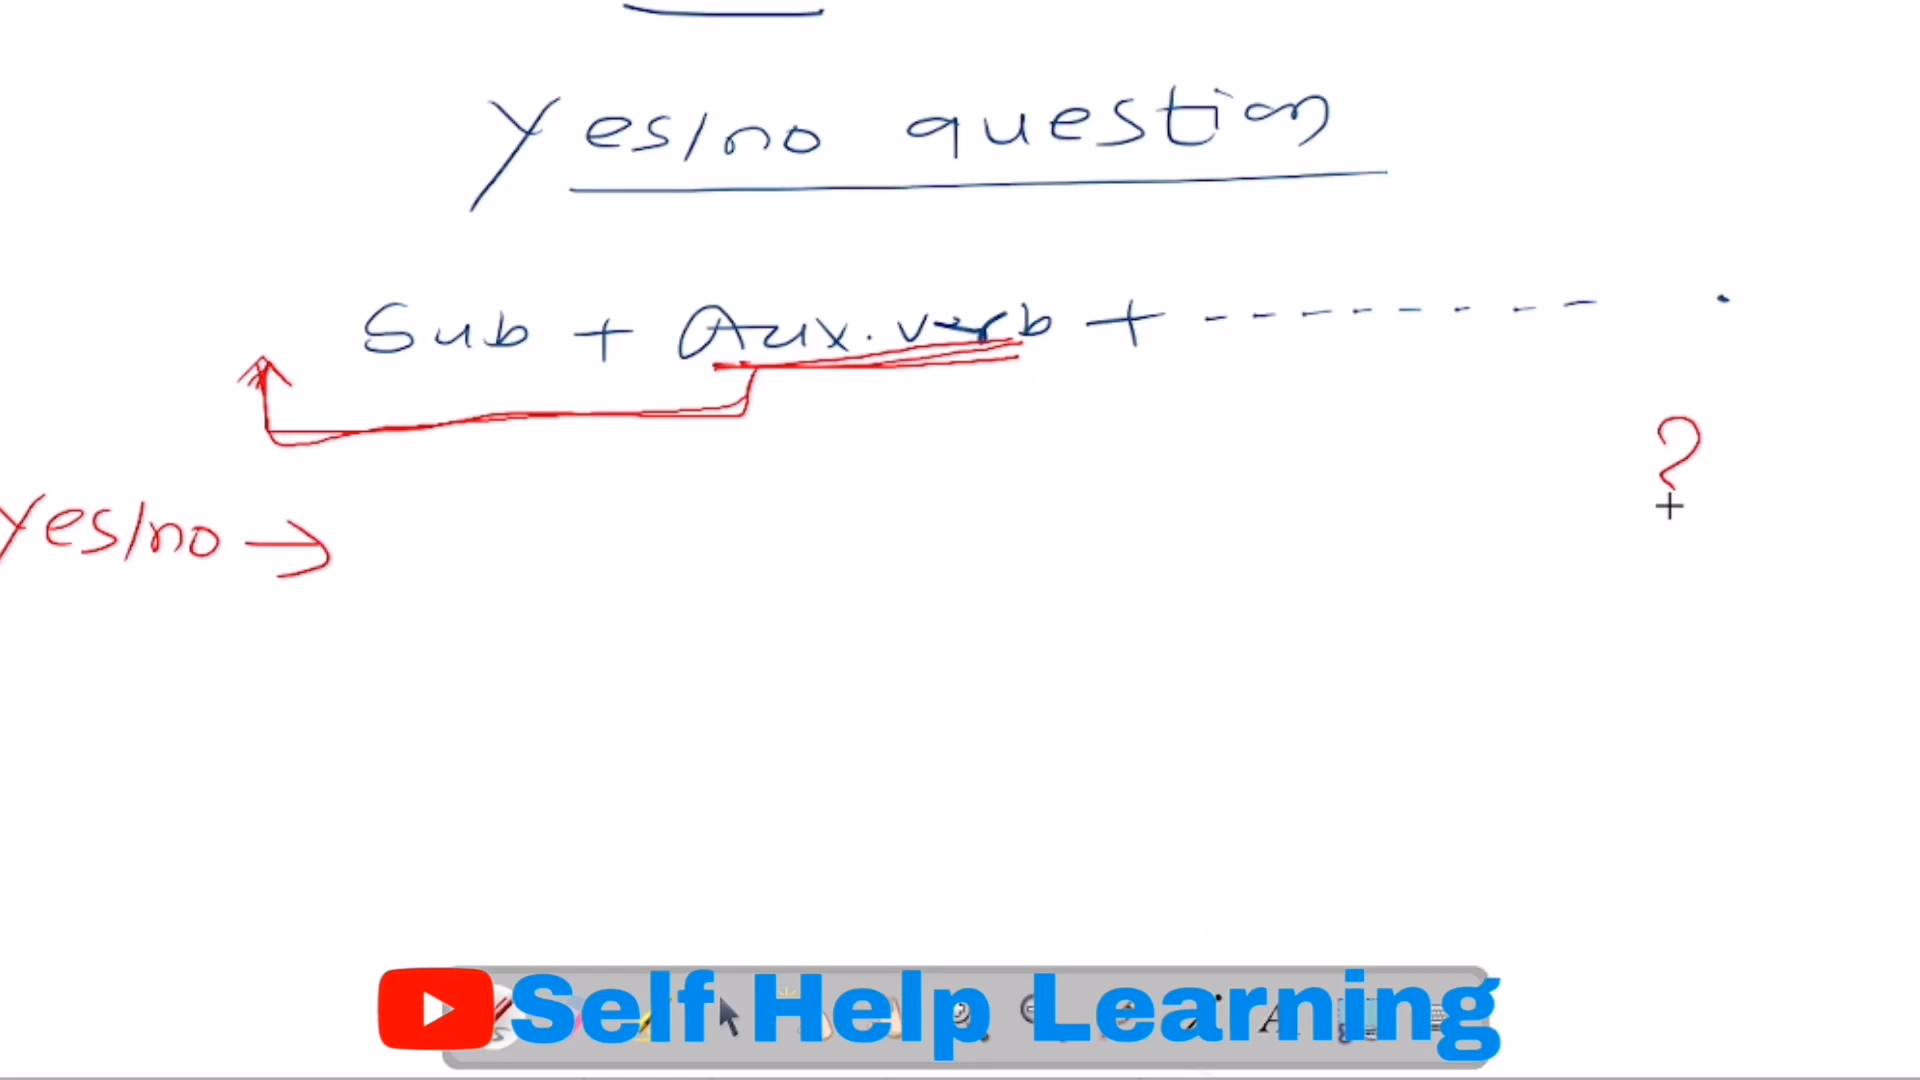 Yes/no question
Sub + Aux. verb + --------- .
?
Yes/no →
Self Help Learning